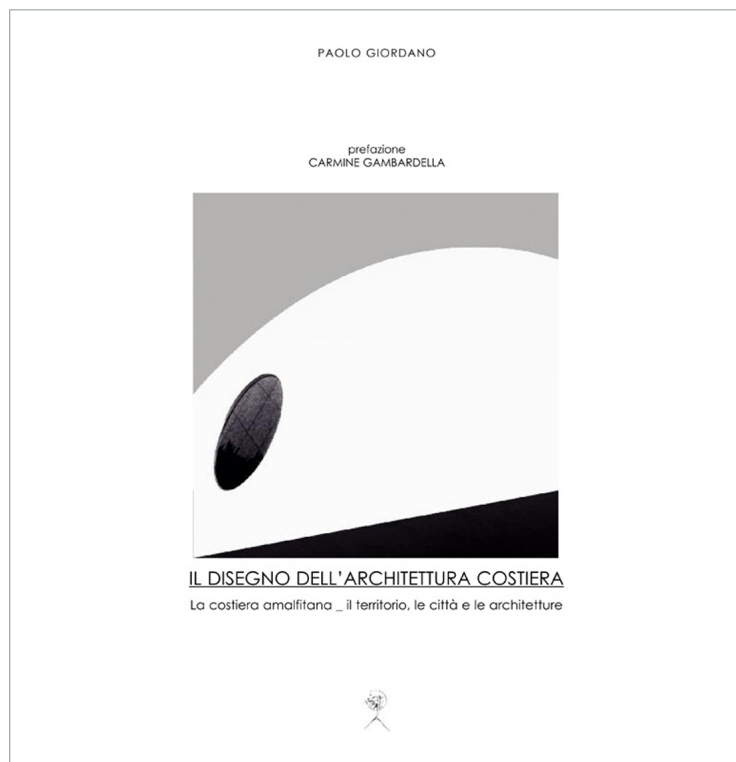 PAOLO GIORDANO
prefazione
CARMINE GAMBARDELLA
IL DISEGNO DELL'ARCHITETTURA COSTIERA
La costiera amalfitana _ il territorio, le città e le architetture